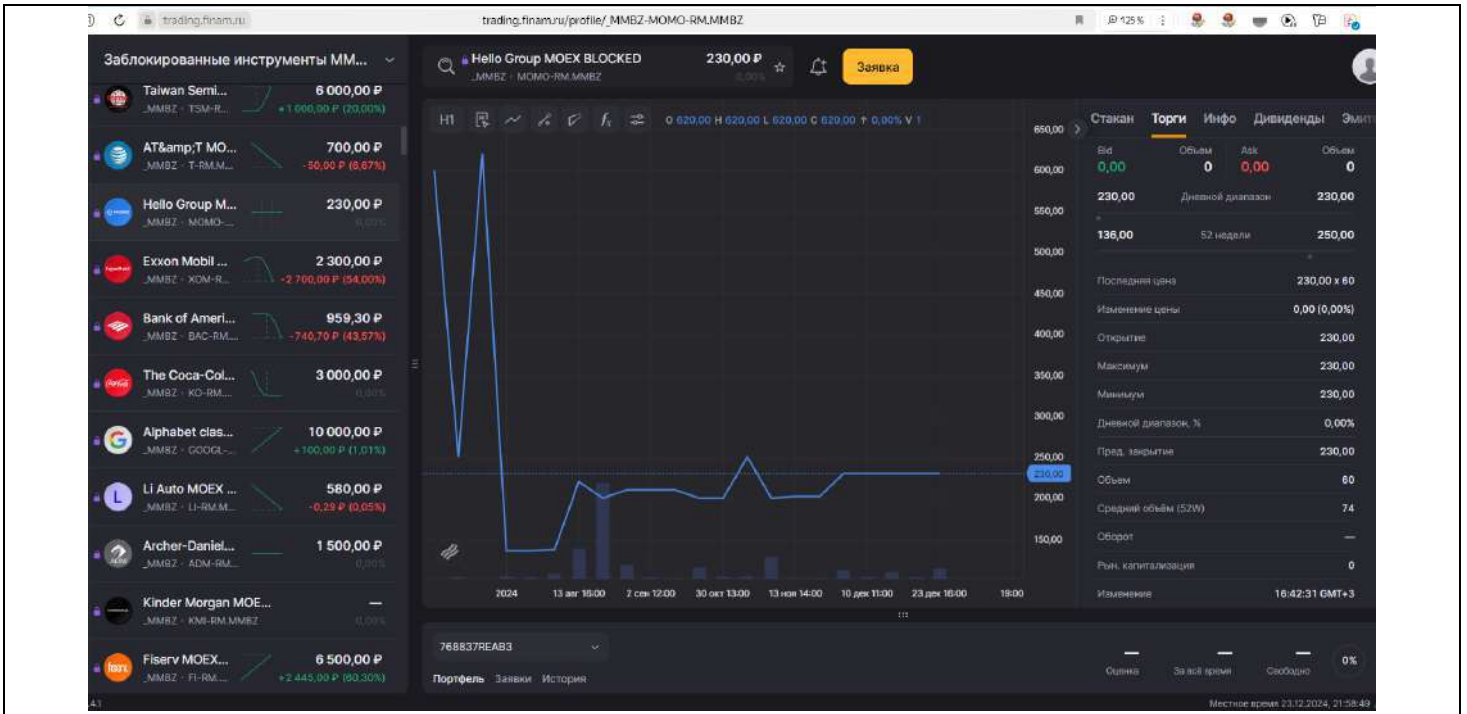 trading.finam.ru
trading.finam.ru/profile/_MMBZ-MOMO-RM.MMBZ
125 %
Заблокированные инструменты ММ...
Hello Group MOEX BLOCKED
230,00 ₽
_MMBZ · MOMO-RM.MMBZ
0,00%
Заявка
Taiwan Semi...
6 000,00 ₽
_MMBZ · TSM-R...
+1 000,00 ₽ (20,00%)
AT&amp;T MO...
700,00 ₽
_MMBZ · T-RM.M...
-50,00 ₽ (6,67%)
Hello Group M...
230,00 ₽
_MMBZ · MOMO-...
0,00%
Exxon Mobil ...
2 300,00 ₽
_MMBZ · XOM-R...
-2 700,00 ₽ (54,00%)
Bank of Ameri...
959,30 ₽
_MMBZ · BAC-RM....
-740,70 ₽ (43,57%)
The Coca-Col...
3 000,00 ₽
_MMBZ · KO-RM....
0,00%
Alphabet clas...
10 000,00 ₽
_MMBZ · GOOGL-...
+100,00 ₽ (1,01%)
L
Li Auto MOEX ...
580,00 ₽
_MMBZ · LI-RM.M...
-0,29 ₽ (0,05%)
Archer-Daniel...
1 500,00 ₽
_MMBZ · ADM-RM...
0,00%
Kinder Morgan MOE...
—
_MMBZ · KMI-RM.MMBZ
0,00%
Fiserv MOEX...
6 500,00 ₽
_MMBZ · FI-RM....
+2 445,00 ₽ (60,30%)
4.1
H1
O 620,00 H 620,00 L 620,00 C 620,00 ↑ 0,00% V 1
650,00
600,00
550,00
500,00
450,00
400,00
350,00
300,00
250,00
230,00
200,00
150,00
2024
13 авг 16:00
2 сен 12:00
30 окт 13:00
13 ноя 14:00
10 дек 11:00
23 дек 16:00
19:00
Стакан Торги Инфо Дивиденды Эмит
Bid Объем Ask Объем
0,00 0 0,00 0
230,00 Дневной диапазон 230,00
136,00 52 недели 250,00
Последняя цена 230,00 x 60
Изменение цены 0,00 (0,00%)
Открытие 230,00
Максимум 230,00
Минимум 230,00
Дневной диапазон, % 0,00%
Пред. закрытие 230,00
Объем 60
Средний объём (52W) 74
Оборот —
Рын. капитализация 0
Изменение 16:42:31 GMT+3
768837REAB3
Портфель Заявки История
— — — 0%
Оценка За всё время Свободно
Местное время 23.12.2024, 21:58:49